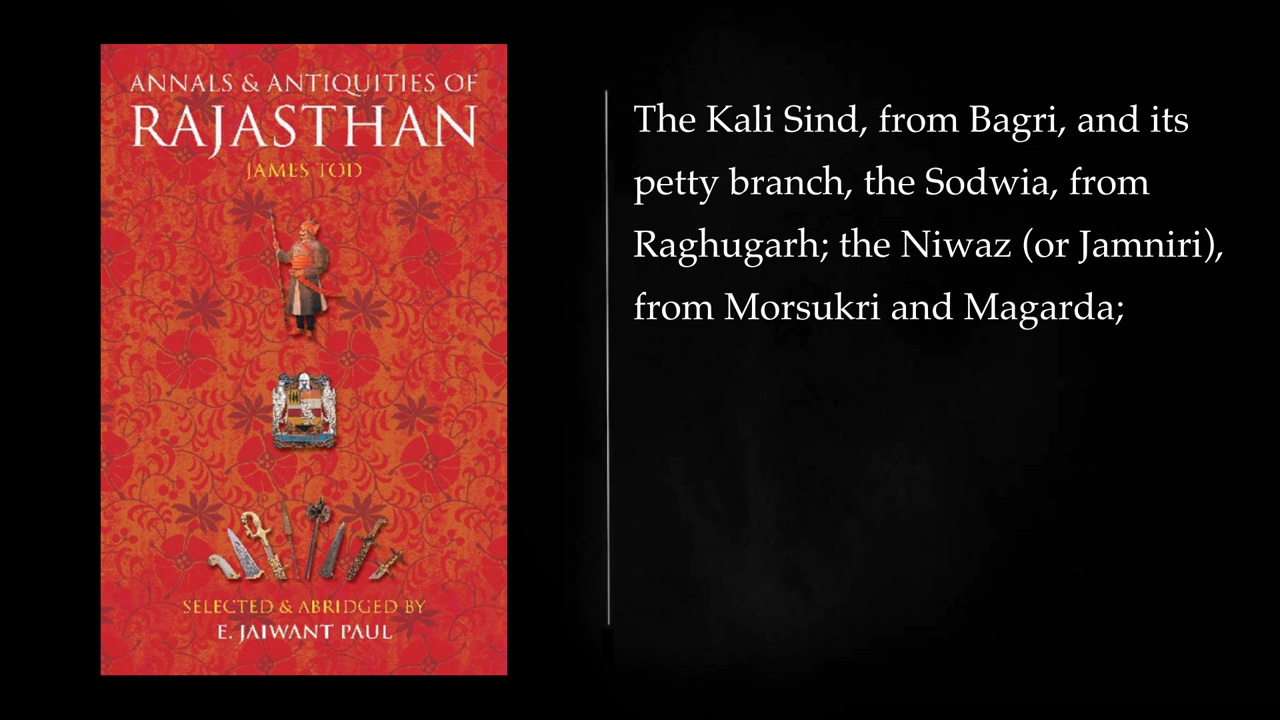 ANNALS & ANTIQUITIES OF
RAJASTHAN
JAMES TOD
SELECTED & ABRIDGED BY
E. JAIWANT PAUL
The Kali Sind, from Bagri, and its
petty branch, the Sodwia, from
Raghugarh; the Niwaz (or Jamniri),
from Morsukri and Magarda;